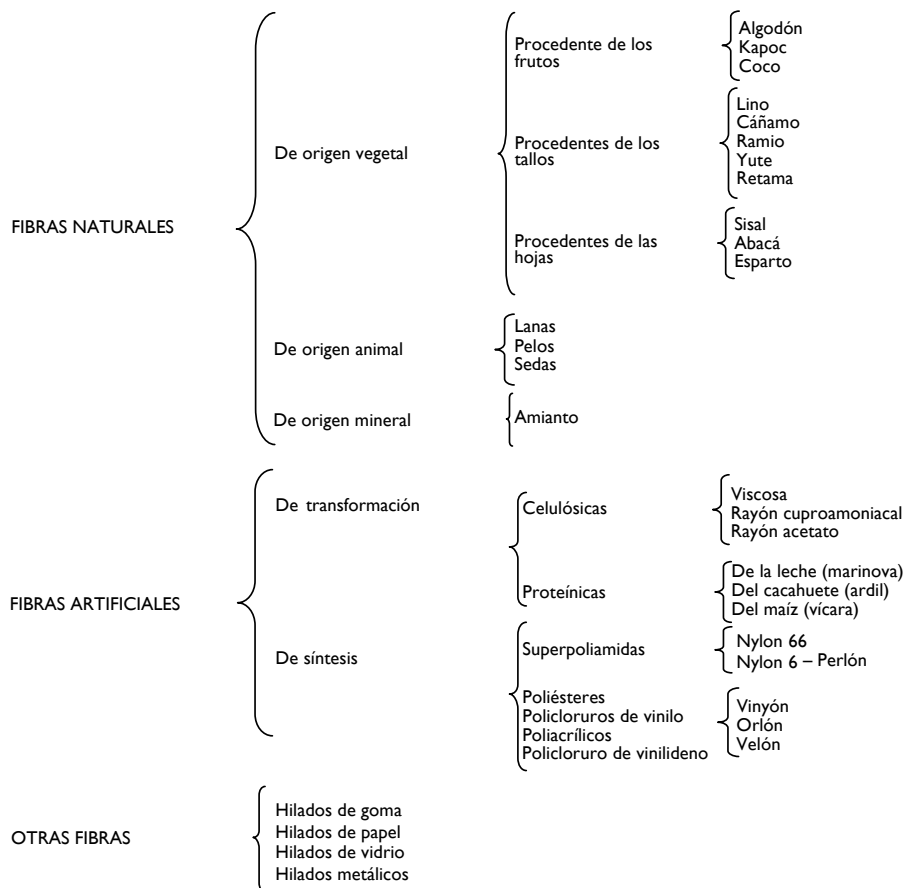 FIBRAS NATURALES
De origen vegetal
Procedente de los
frutos
Algodón
Kapoc
Coco
Procedentes de los
tallos
Lino
Cáñamo
Ramio
Yute
Retama
Procedentes de las
hojas
Sisal
Abacá
Esparto
De origen animal
Lanas
Pelos
Sedas
De origen mineral
Amianto
FIBRAS ARTIFICIALES
De transformación
Celulósicas
Viscosa
Rayón cuproamoniacal
Rayón acetato
Proteínicas
De la leche (marinova)
Del cacahuete (ardil)
Del maíz (vícara)
De síntesis
Superpoliamidas
Nylon 66
Nylon 6 – Perlón
Poliésteres
Policloruros de vinilo
Poliacrílicos
Policloruro de vinilideno
Vinyón
Orlón
Velón
OTRAS FIBRAS
Hilados de goma
Hilados de papel
Hilados de vidrio
Hilados metálicos